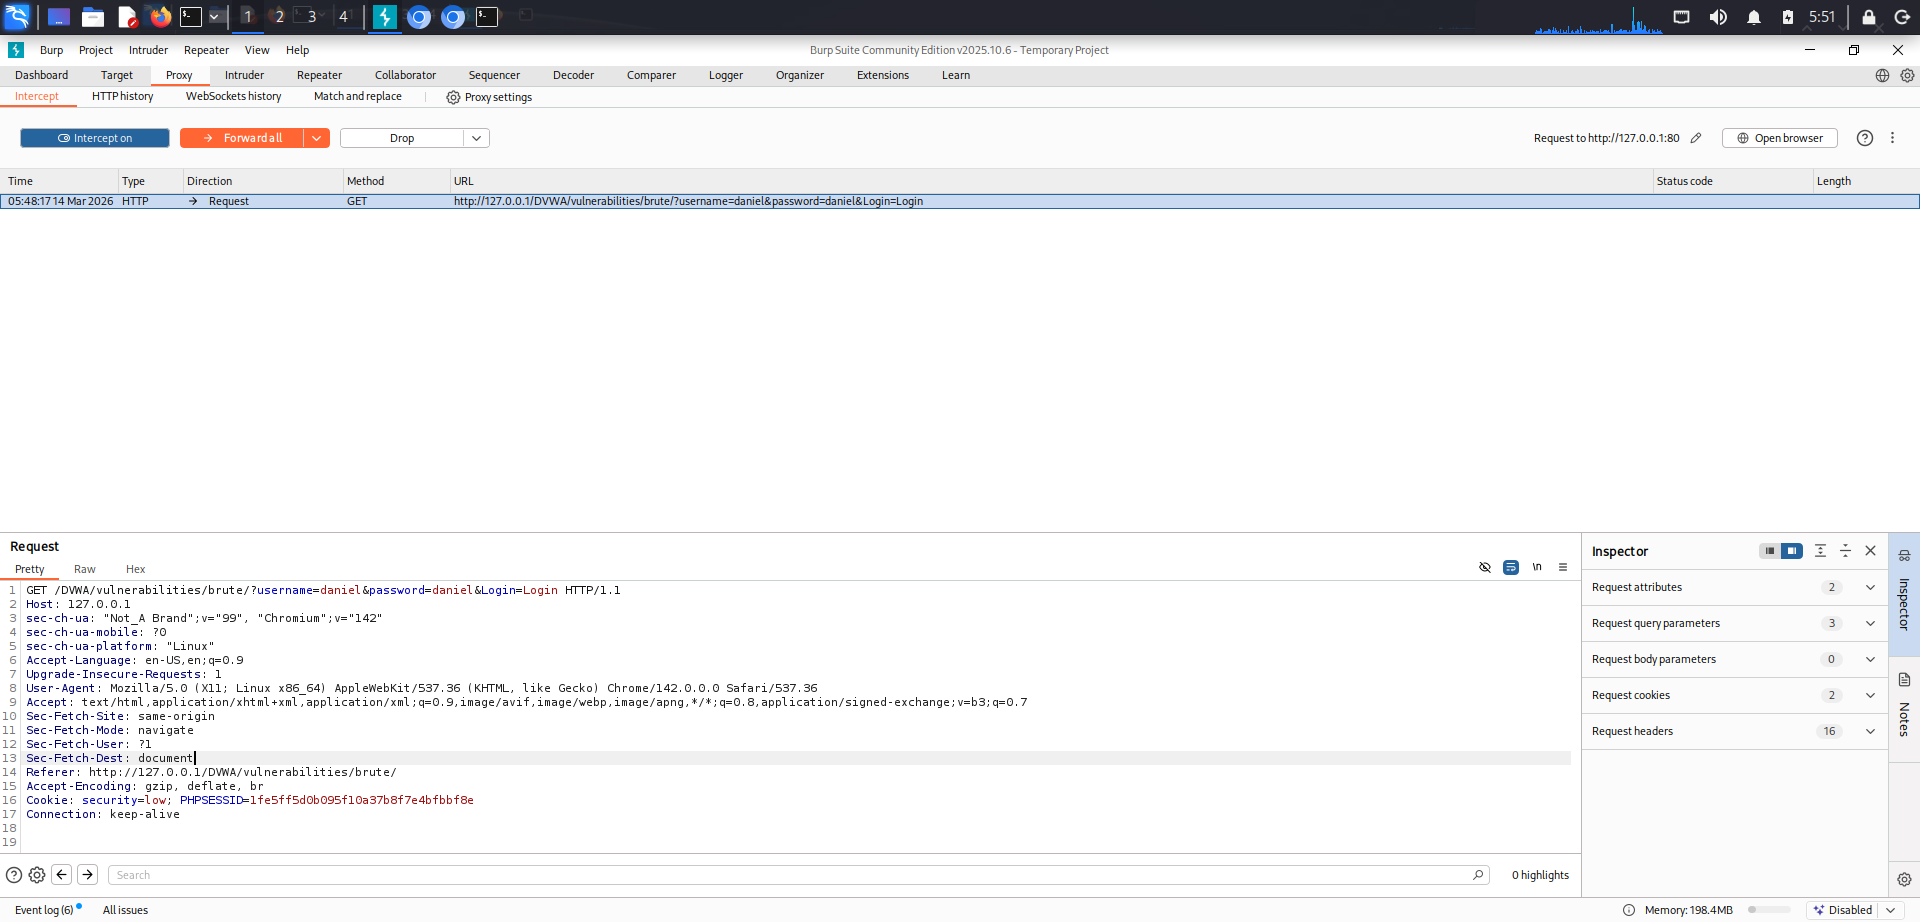 1 2 3 4 5:51
Burp Project Intruder Repeater View Help Burp Suite Community Edition v2025.10.6 - Temporary Project
Dashboard Target Proxy Intruder Repeater Collaborator Sequencer Decoder Comparer Logger Organizer Extensions Learn
Intercept HTTP history WebSockets history Match and replace Proxy settings
Intercept on Forward all Drop Request to http://127.0.0.1:80 Open browser
Time Type Direction Method URL Status code Length
05:48:17 14 Mar 2026 HTTP Request GET http://127.0.0.1/DVWA/vulnerabilities/brute/?username=daniel&password=daniel&Login=Login
Request
Pretty Raw Hex \n
1 GET /DVWA/vulnerabilities/brute/?username=daniel&password=daniel&Login=Login HTTP/1.1
2 Host: 127.0.0.1
3 sec-ch-ua: "Not_A Brand";v="99", "Chromium";v="142"
4 sec-ch-ua-mobile: ?0
5 sec-ch-ua-platform: "Linux"
6 Accept-Language: en-US,en;q=0.9
7 Upgrade-Insecure-Requests: 1
8 User-Agent: Mozilla/5.0 (X11; Linux x86_64) AppleWebKit/537.36 (KHTML, like Gecko) Chrome/142.0.0.0 Safari/537.36
9 Accept: text/html,application/xhtml+xml,application/xml;q=0.9,image/avif,image/webp,image/apng,*/*;q=0.8,application/signed-exchange;v=b3;q=0.7
10 Sec-Fetch-Site: same-origin
11 Sec-Fetch-Mode: navigate
12 Sec-Fetch-User: ?1
13 Sec-Fetch-Dest: document
14 Referer: http://127.0.0.1/DVWA/vulnerabilities/brute/
15 Accept-Encoding: gzip, deflate, br
16 Cookie: security=low; PHPSESSID=1fe5ff5d0b095f10a37b8f7e4bfbbf8e
17 Connection: keep-alive
18
19
Search 0 highlights
Inspector
Request attributes 2
Request query parameters 3
Request body parameters 0
Request cookies 2
Request headers 16
Inspector
Notes
Event log (6) All issues Memory: 198.4MB Disabled